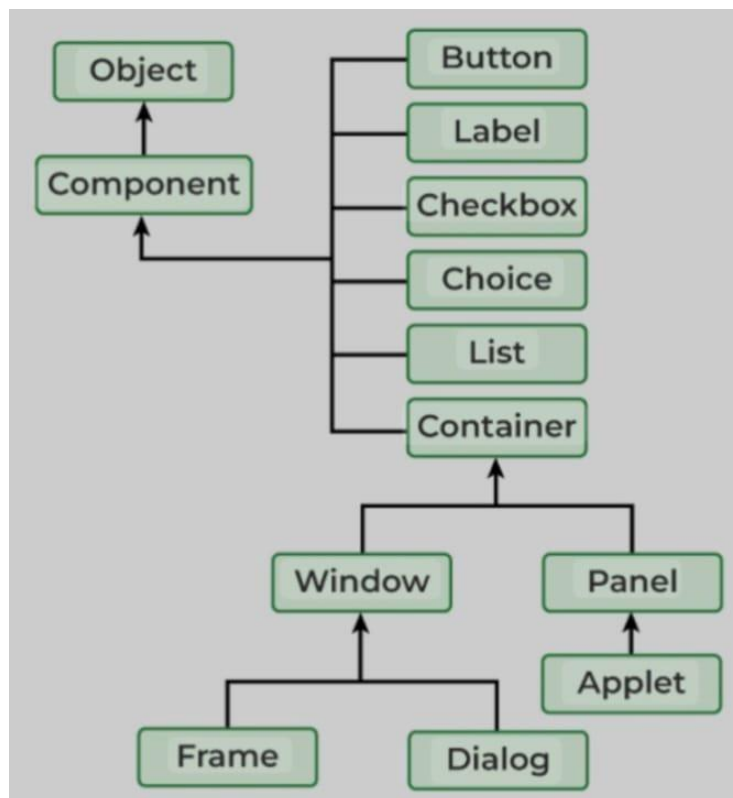 Object
Component
Button
Label
Checkbox
Choice
List
Container
Window
Panel
Applet
Frame
Dialog